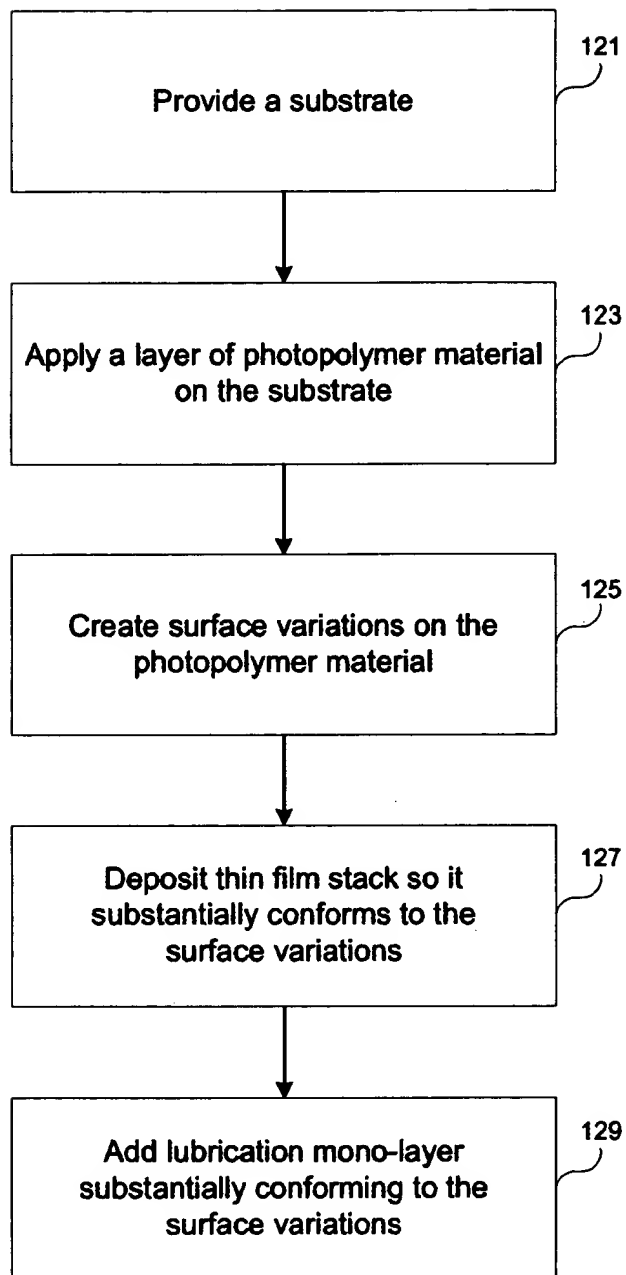 Provide a substrate
121
Apply a layer of photopolymer material
on the substrate
123
Create surface variations on the
photopolymer material
125
Deposit thin film stack so it
substantially conforms to the
surface variations
127
Add lubrication mono-layer
substantially conforming to the
surface variations
129